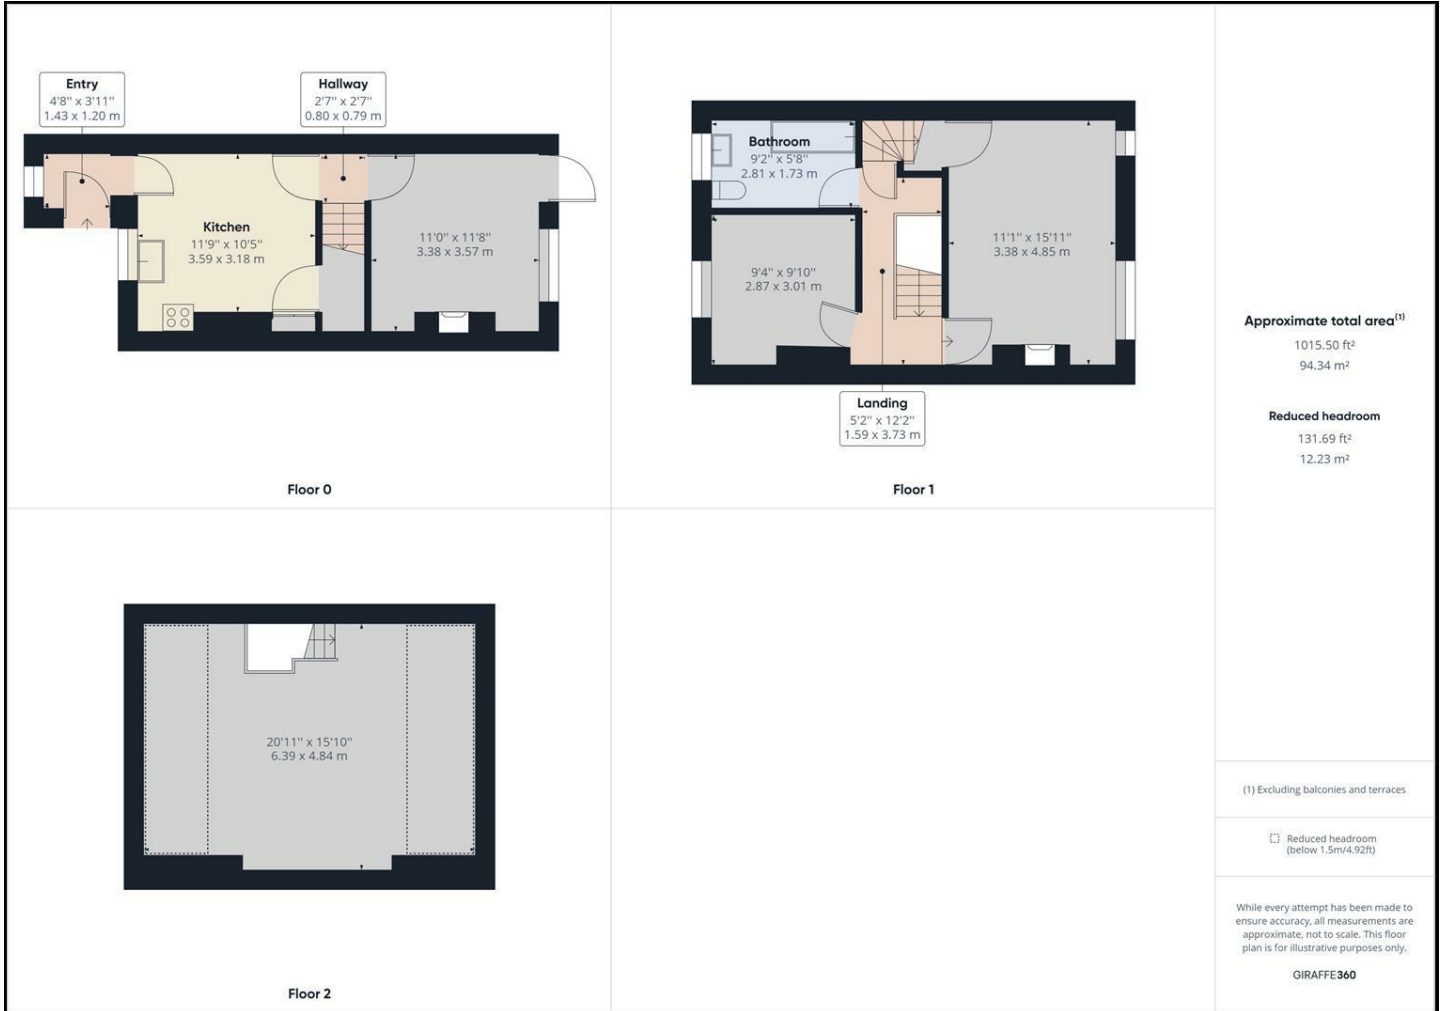 Entry
4'8'' x 3'11''
1.43 x 1.20 m
Hallway
2'7'' x 2'7''
0.80 x 0.79 m
Kitchen
11'9'' x 10'5''
3.59 x 3.18 m
11'0'' x 11'8''
3.38 x 3.57 m
Floor 0
Bathroom
9'2'' x 5'8''
2.81 x 1.73 m
9'4'' x 9'10''
2.87 x 3.01 m
11'1'' x 15'11''
3.38 x 4.85 m
Landing
5'2'' x 12'2''
1.59 x 3.73 m
Floor 1
20'11'' x 15'10''
6.39 x 4.84 m
Floor 2
Approximate total area(1)
1015.50 ft²
94.34 m²
Reduced headroom
131.69 ft²
12.23 m²
(1) Excluding balconies and terraces
Reduced headroom
(below 1.5m/4.92ft)
While every attempt has been made to
ensure accuracy, all measurements are
approximate, not to scale. This floor
plan is for illustrative purposes only.
GIRAFFE360